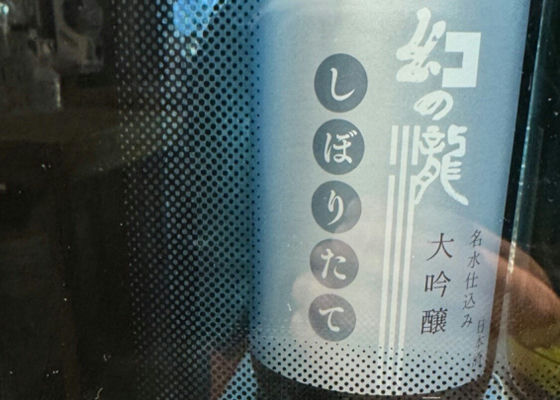 幻の瀧
名水仕込み 日本酒
大吟醸
しぼりたて